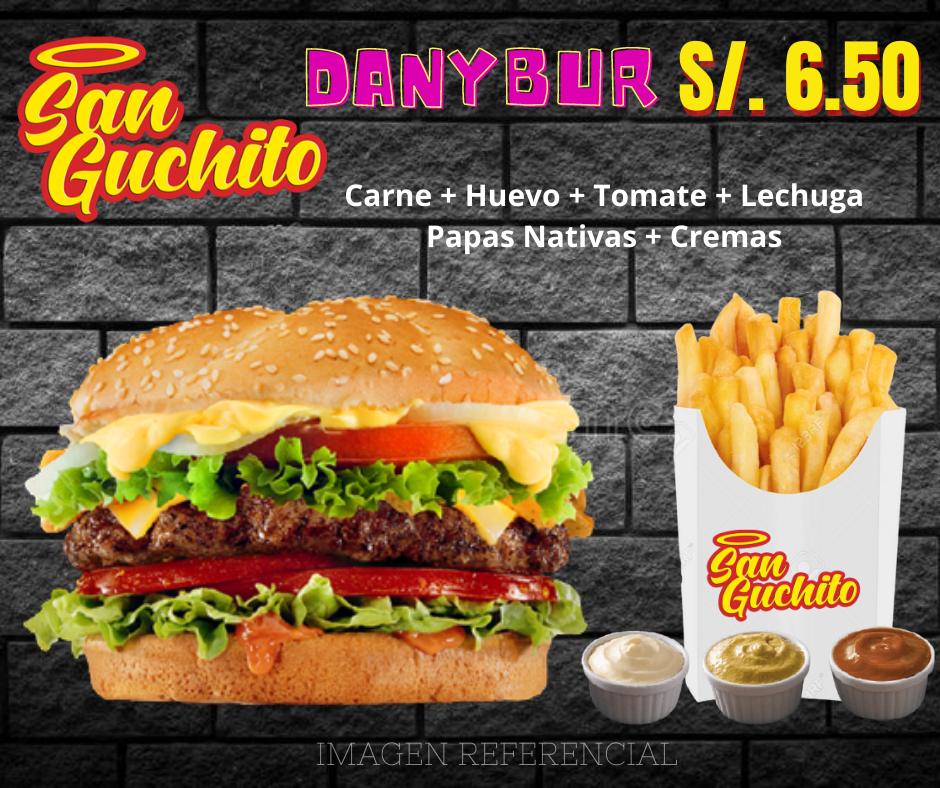 San
Guchito
DANYBUR S/. 6.50
Carne + Huevo + Tomate + Lechuga
Papas Nativas + Cremas
San
Guchito
IMAGEN REFERENCIAL